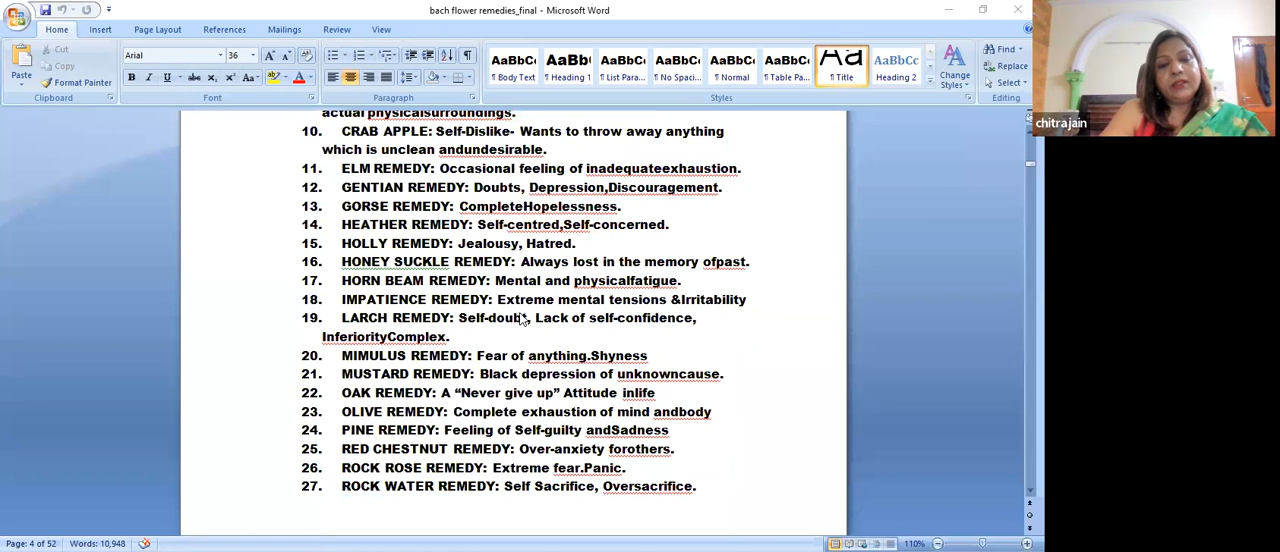 bach flower remedies_final - Microsoft Word
Home Insert Page Layout References Mailings Review View
Paste
Cut
Copy
Format Painter
Clipboard
Arial 36
Font
Paragraph
AaBbCc AaBbC AaBbCc AaBbCc AaBbCc AaBbCc Aa AaBbCc
¶ Body Text ¶ Heading 1 ¶ List Para... ¶ No Spaci... ¶ Normal ¶ Table Pa... ¶ Title ¶ Heading 2
Change Styles
Styles
Find
Replace
Select
Editing
chitrajain
actual physicalsurroundings.
10. CRAB APPLE: Self-Dislike- Wants to throw away anything
which is unclean andundesirable.
11. ELM REMEDY: Occasional feeling of inadequateexhaustion.
12. GENTIAN REMEDY: Doubts, Depression,Discouragement.
13. GORSE REMEDY: CompleteHopelessness.
14. HEATHER REMEDY: Self-centred,Self-concerned.
15. HOLLY REMEDY: Jealousy, Hatred.
16. HONEY SUCKLE REMEDY: Always lost in the memory ofpast.
17. HORN BEAM REMEDY: Mental and physicalfatigue.
18. IMPATIENCE REMEDY: Extreme mental tensions &Irritability
19. LARCH REMEDY: Self-doubt, Lack of self-confidence,
InferiorityComplex.
20. MIMULUS REMEDY: Fear of anything.Shyness
21. MUSTARD REMEDY: Black depression of unknowncause.
22. OAK REMEDY: A “Never give up” Attitude inlife
23. OLIVE REMEDY: Complete exhaustion of mind andbody
24. PINE REMEDY: Feeling of Self-guilty andSadness
25. RED CHESTNUT REMEDY: Over-anxiety forothers.
26. ROCK ROSE REMEDY: Extreme fear.Panic.
27. ROCK WATER REMEDY: Self Sacrifice, Oversacrifice.
Page: 4 of 52 Words: 10,948 110%